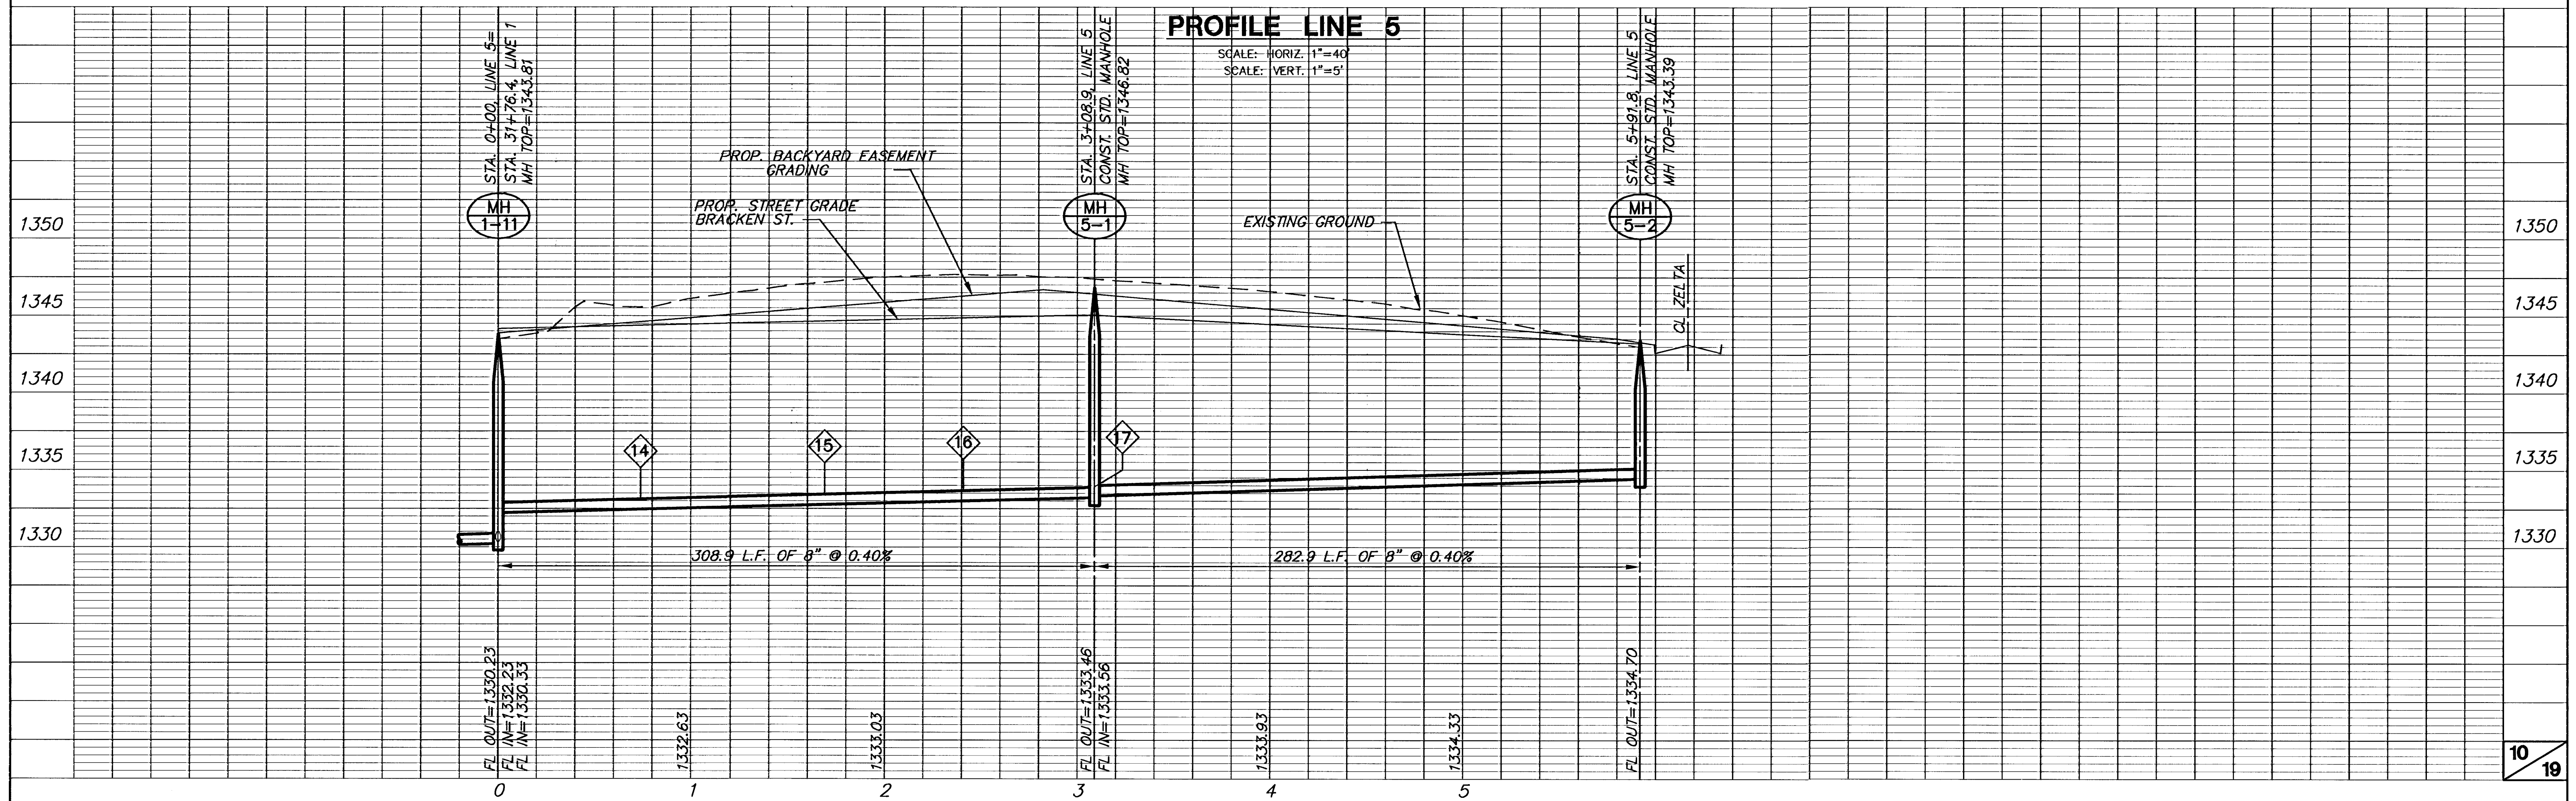 PROFILE LINE 5
SCALE: HORIZ. 1"=40'
SCALE: VERT. 1"=5'
STA. 0+00, LINE 5=
STA. 31+76.4, LINE 1
MH TOP=1343.81
STA. 3+08.9, LINE 5
CONST. STD. MANHOLE
MH TOP=1346.82
STA. 5+91.8, LINE 5
CONST. STD. MANHOLE
MH TOP=1343.39
PROP. BACKYARD EASEMENT
GRADING
PROP. STREET GRADE
BRACKEN ST.
EXISTING GROUND
MH
1-11
MH
5-1
MH
5-2
CL ZELTA
1350
1345
1340
1335
1330
1350
1345
1340
1335
1330
14
15
16
17
308.9 L.F. OF 8" @ 0.40%
282.9 L.F. OF 8" @ 0.40%
FL OUT=1330.23
FL IN=1332.23
FL IN=1330.33
1332.63
1333.03
FL OUT=1333.46
FL IN=1333.56
1333.93
1334.33
FL OUT=1334.70
0
1
2
3
4
5
10
19